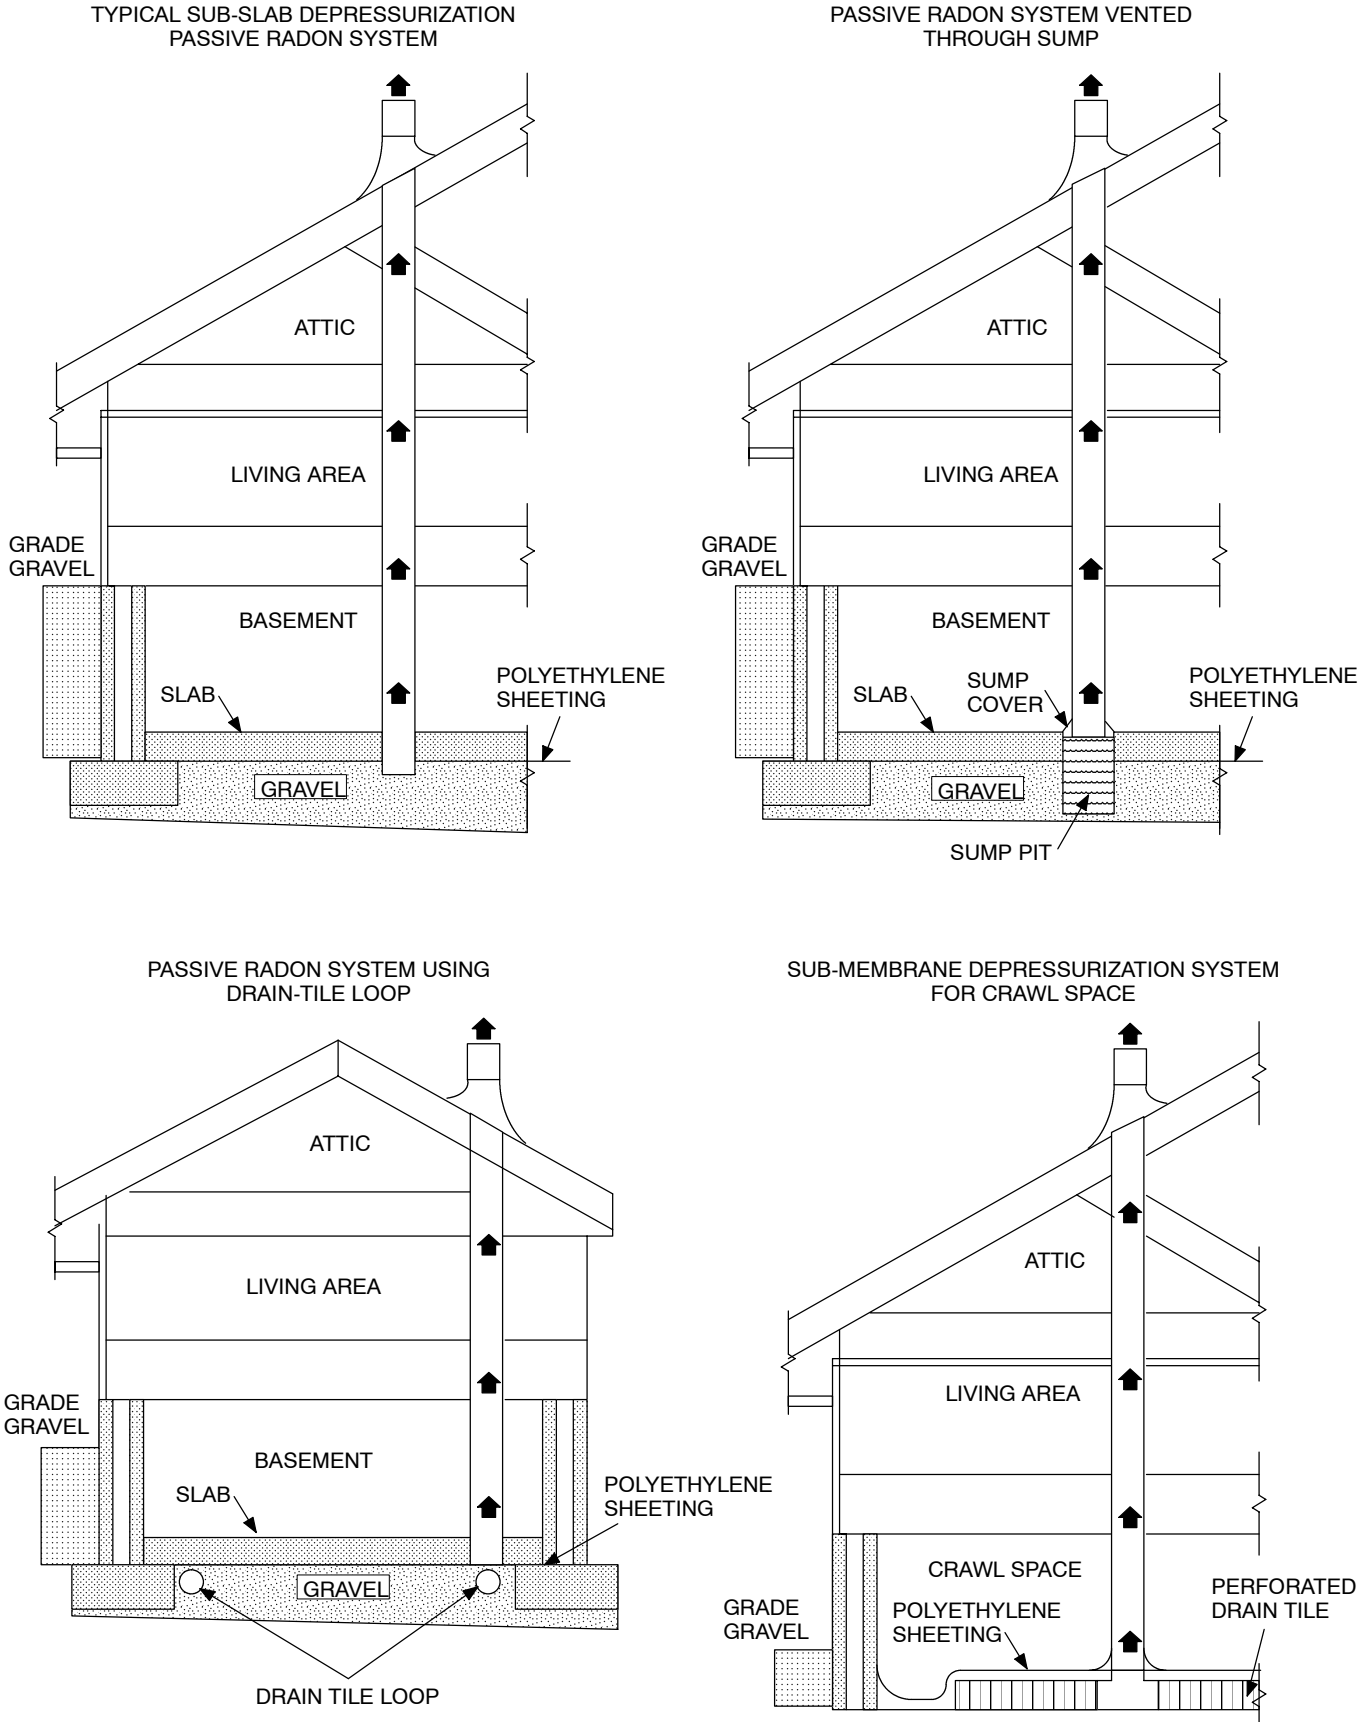 TYPICAL SUB-SLAB DEPRESSURIZATION
PASSIVE RADON SYSTEM
ATTIC
LIVING AREA
GRADE
GRAVEL
BASEMENT
SLAB
POLYETHYLENE
SHEETING
GRAVEL
PASSIVE RADON SYSTEM VENTED
THROUGH SUMP
ATTIC
LIVING AREA
GRADE
GRAVEL
BASEMENT
SLAB
SUMP
COVER
POLYETHYLENE
SHEETING
GRAVEL
SUMP PIT
PASSIVE RADON SYSTEM USING
DRAIN-TILE LOOP
ATTIC
LIVING AREA
GRADE
GRAVEL
BASEMENT
SLAB
POLYETHYLENE
SHEETING
GRAVEL
DRAIN TILE LOOP
SUB-MEMBRANE DEPRESSURIZATION SYSTEM
FOR CRAWL SPACE
ATTIC
LIVING AREA
CRAWL SPACE
GRADE
GRAVEL
POLYETHYLENE
SHEETING
PERFORATED
DRAIN TILE